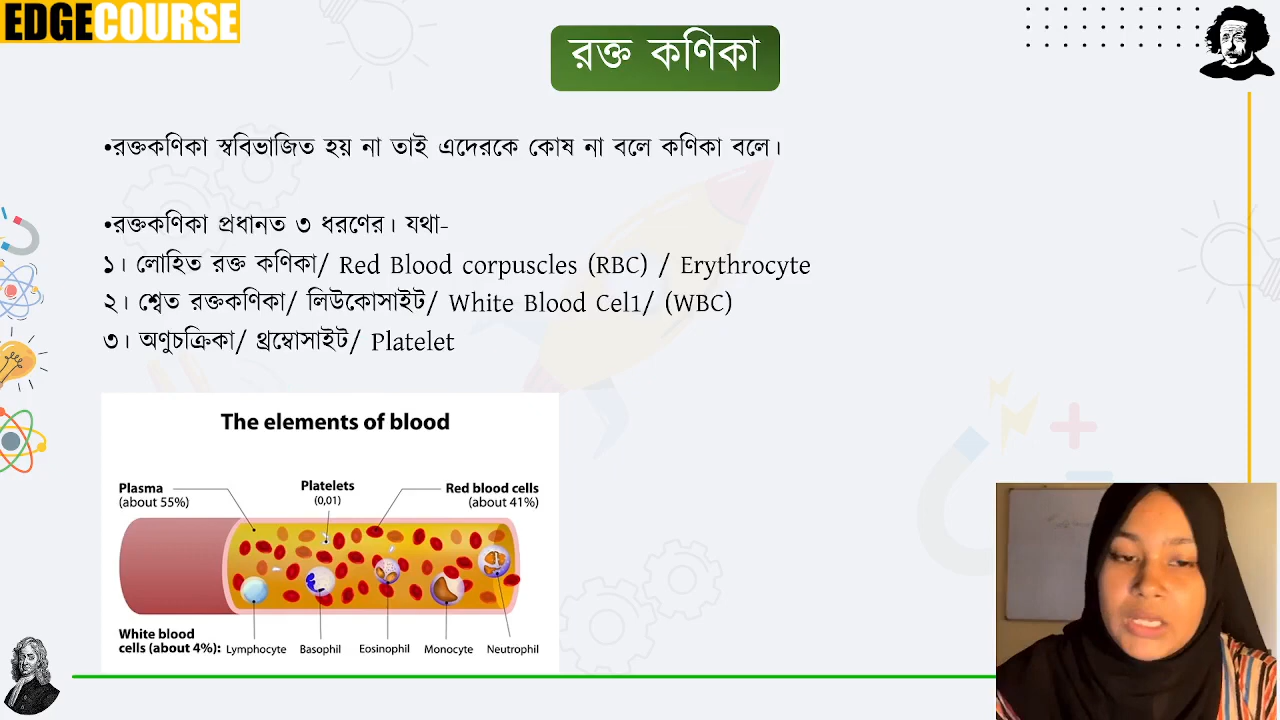 EDGECOURSE
রক্ত কণিকা
•রক্তকণিকা স্ববিভাজিত হয় না তাই এদেরকে কোষ না বলে কণিকা বলে।
•রক্তকণিকা প্রধানত ৩ ধরণের। যথা-
১। লোহিত রক্ত কণিকা/ Red Blood corpuscles (RBC) / Erythrocyte
২। শ্বেত রক্তকণিকা/ লিউকোসাইট/ White Blood Cel1/ (WBC)
৩। অণুচক্রিকা/ থ্রম্বোসাইট/ Platelet
The elements of blood
Plasma
(about 55%)
Platelets
(0,01)
Red blood cells
(about 41%)
White blood
cells (about 4%): Lymphocyte Basophil Eosinophil Monocyte Neutrophil